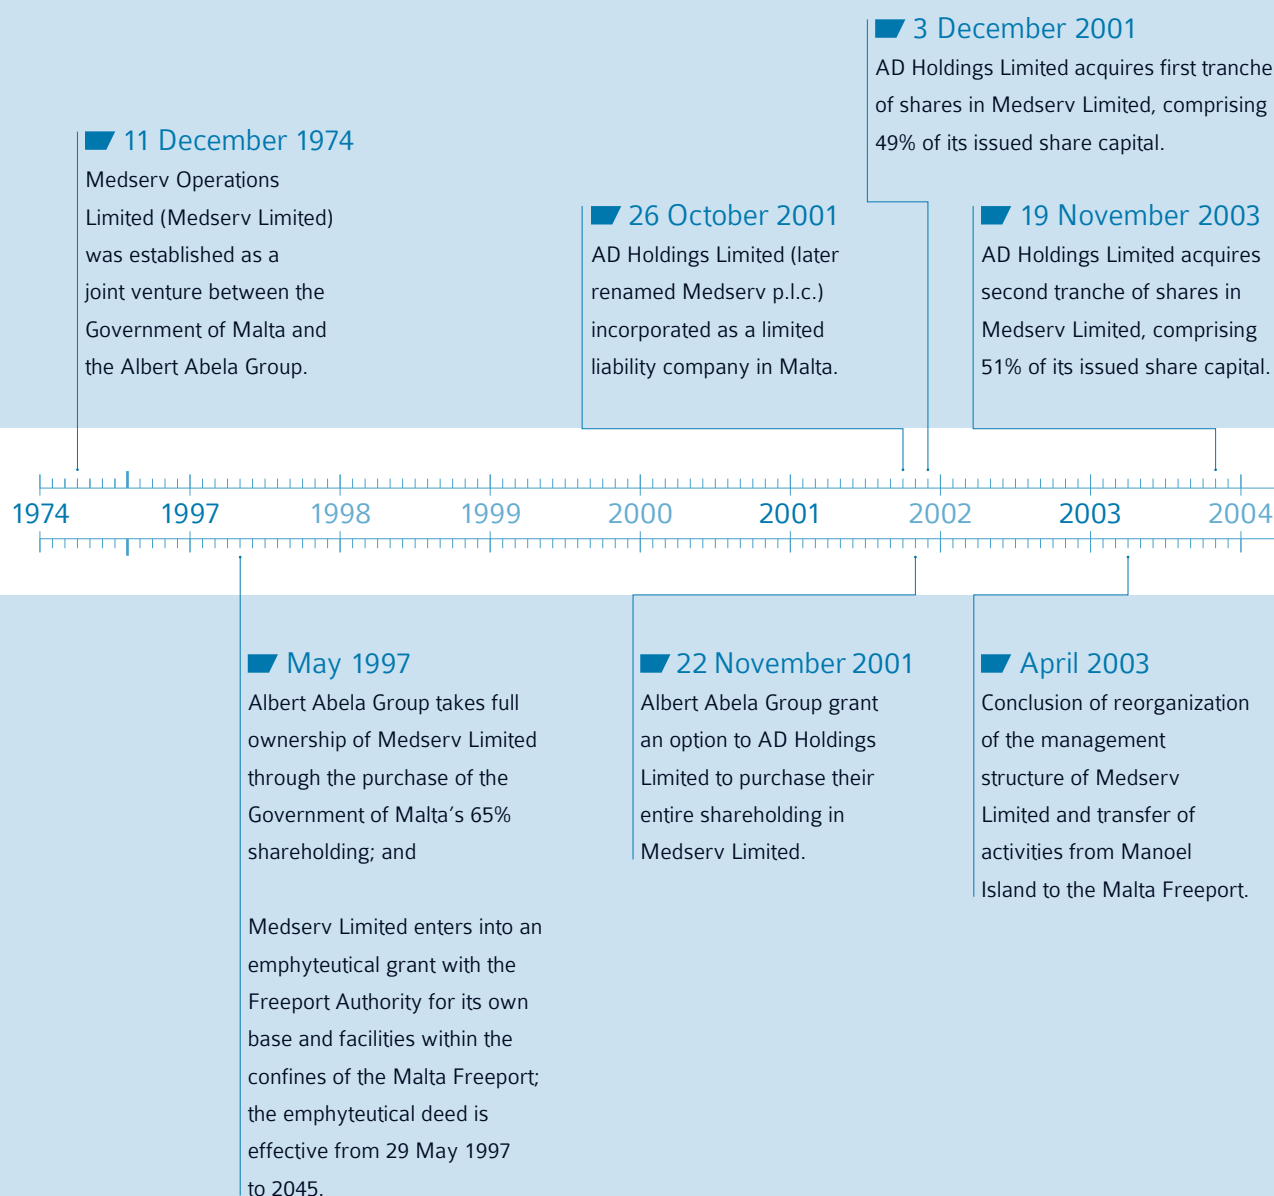 3 December 2001
AD Holdings Limited acquires first tranche
of shares in Medserv Limited, comprising
49% of its issued share capital.
11 December 1974
Medserv Operations
Limited (Medserv Limited)
was established as a
joint venture between the
Government of Malta and
the Albert Abela Group.
26 October 2001
AD Holdings Limited (later
renamed Medserv p.l.c.)
incorporated as a limited
liability company in Malta.
19 November 2003
AD Holdings Limited acquires
second tranche of shares in
Medserv Limited, comprising
51% of its issued share capital.
1974 1997 1998 1999 2000 2001 2002 2003 2004
May 1997
Albert Abela Group takes full
ownership of Medserv Limited
through the purchase of the
Government of Malta's 65%
shareholding; and
Medserv Limited enters into an
emphyteutical grant with the
Freeport Authority for its own
base and facilities within the
confines of the Malta Freeport;
the emphyteutical deed is
effective from 29 May 1997
to 2045.
22 November 2001
Albert Abela Group grant
an option to AD Holdings
Limited to purchase their
entire shareholding in
Medserv Limited.
April 2003
Conclusion of reorganization
of the management
structure of Medserv
Limited and transfer of
activities from Manoel
Island to the Malta Freeport.